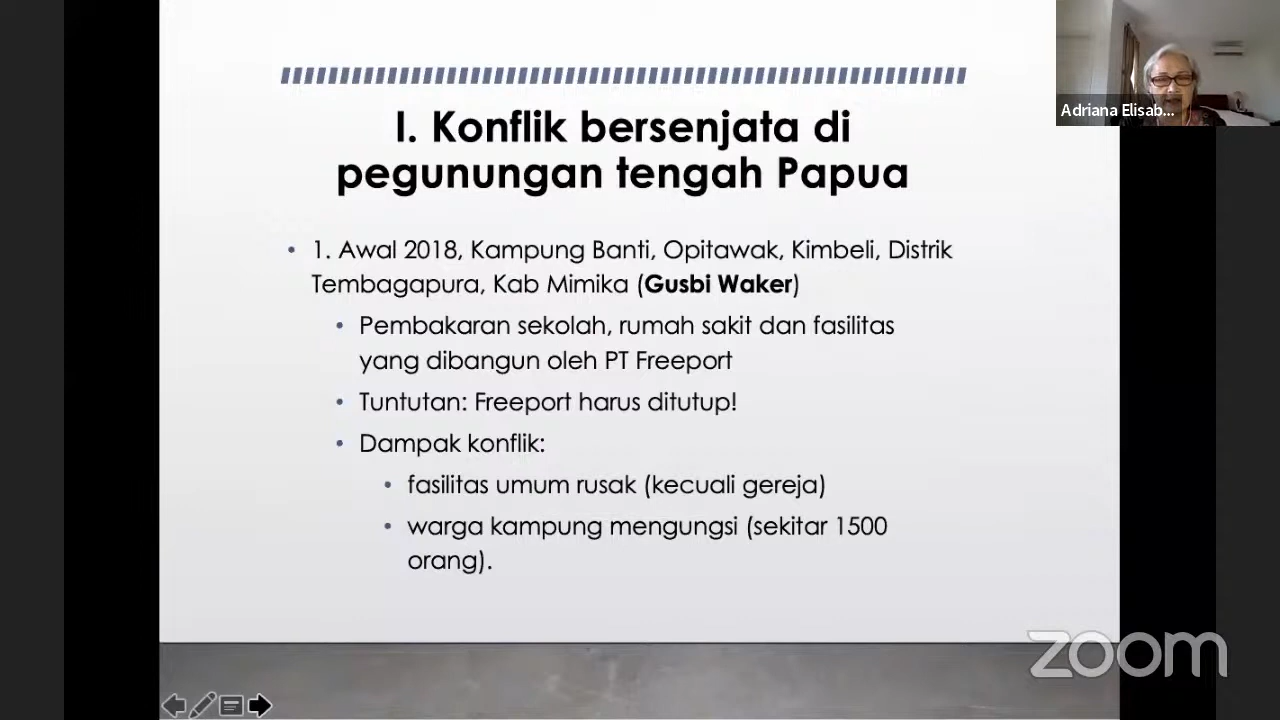 I. Konflik bersenjata di
pegunungan tengah Papua
• 1. Awal 2018, Kampung Banti, Opitawak, Kimbeli, Distrik
Tembagapura, Kab Mimika (Gusbi Waker)
• Pembakaran sekolah, rumah sakit dan fasilitas
yang dibangun oleh PT Freeport
• Tuntutan: Freeport harus ditutup!
• Dampak konflik:
• fasilitas umum rusak (kecuali gereja)
• warga kampung mengungsi (sekitar 1500
orang).
Adriana Elisab...
zoom